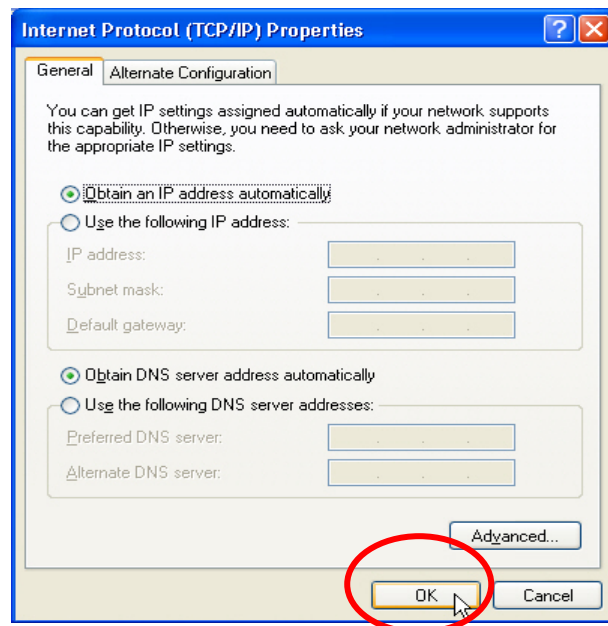 Internet Protocol (TCP/IP) Properties
General Alternate Configuration
You can get IP settings assigned automatically if your network supports
this capability. Otherwise, you need to ask your network administrator for
the appropriate IP settings.
Obtain an IP address automatically
Use the following IP address:
IP address:
Subnet mask:
Default gateway:
Obtain DNS server address automatically
Use the following DNS server addresses:
Preferred DNS server:
Alternate DNS server:
Advanced...
OK Cancel